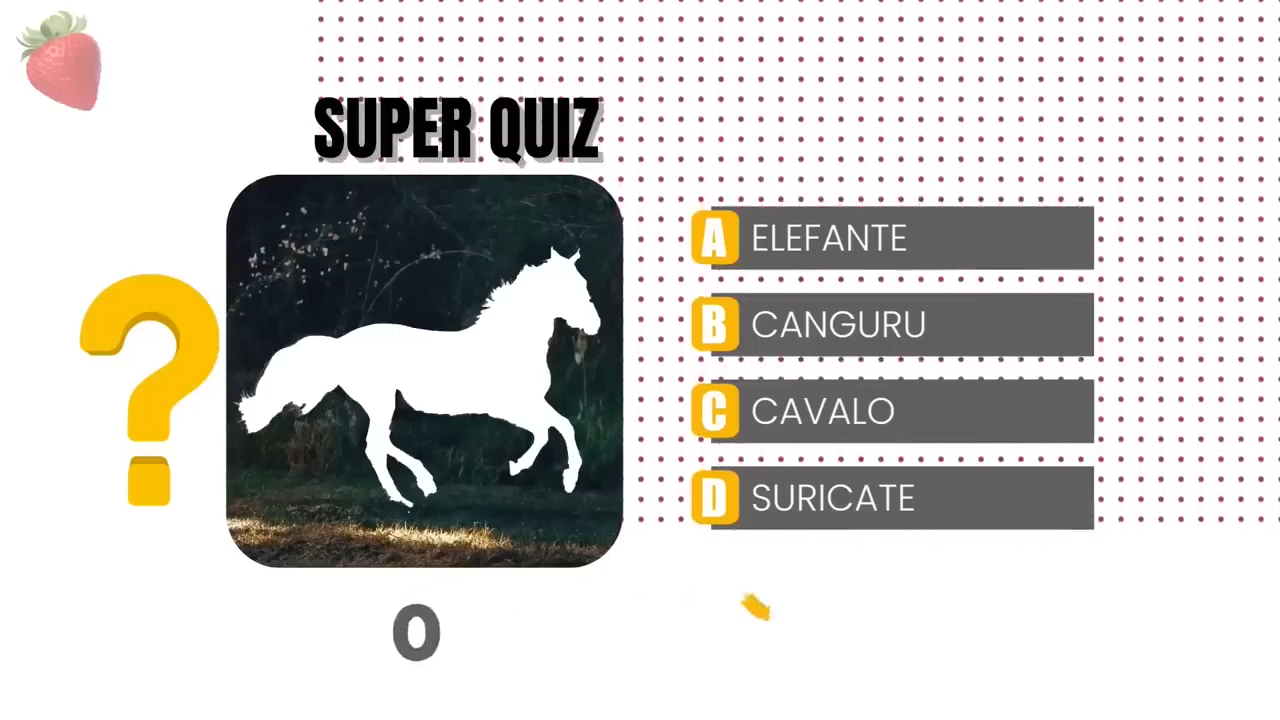 SUPER QUIZ
?
A ELEFANTE
B CANGURU
C CAVALO
D SURICATE
0